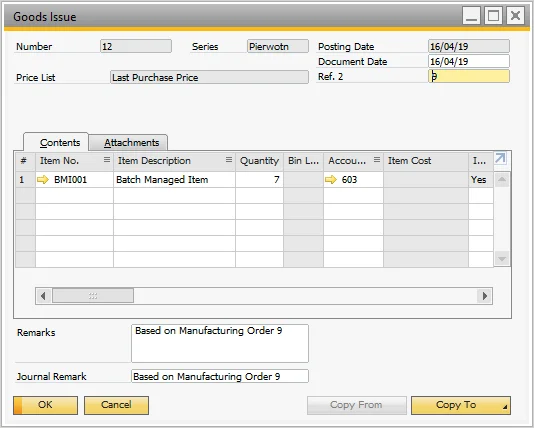 Goods Issue
Number 12 Series Pierwotn Posting Date 16/04/19
Document Date 16/04/19
Price List Last Purchase Price Ref. 2 9
Contents Attachments
# Item No. Item Description Quantity Bin L... Accou... Item Cost I...
1 BMI001 Batch Managed Item 7 603 Yes
Remarks Based on Manufacturing Order 9
Journal Remark Based on Manufacturing Order 9
OK Cancel Copy From Copy To